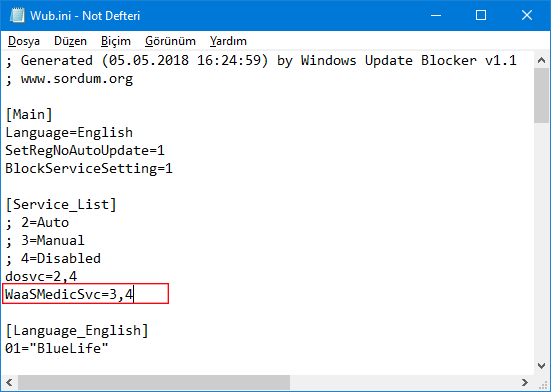 Wub.ini - Not Defteri
Dosya Düzen Biçim Görünüm Yardım
; Generated (05.05.2018 16:24:59) by Windows Update Blocker v1.1
; www.sordum.org
[Main]
Language=English
SetRegNoAutoUpdate=1
BlockServiceSetting=1
[Service_List]
; 2=Auto
; 3=Manual
; 4=Disabled
dosvc=2,4
WaaSMedicSvc=3,4
[Language_English]
01="BlueLife"